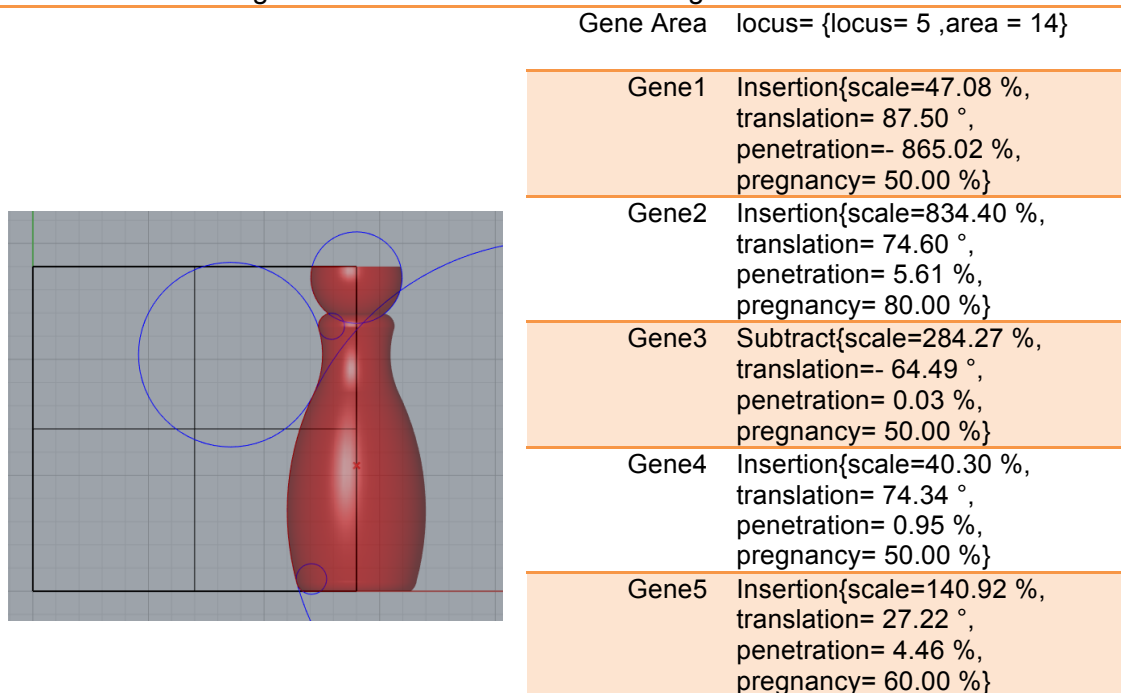 Gene Area locus= {locus= 5 ,area = 14}
Gene1 Insertion{scale=47.08 %,
translation= 87.50 °,
penetration=- 865.02 %,
pregnancy= 50.00 %}
Gene2 Insertion{scale=834.40 %,
translation= 74.60 °,
penetration= 5.61 %,
pregnancy= 80.00 %}
Gene3 Subtract{scale=284.27 %,
translation=- 64.49 °,
penetration= 0.03 %,
pregnancy= 50.00 %}
Gene4 Insertion{scale=40.30 %,
translation= 74.34 °,
penetration= 0.95 %,
pregnancy= 50.00 %}
Gene5 Insertion{scale=140.92 %,
translation= 27.22 °,
penetration= 4.46 %,
pregnancy= 60.00 %}